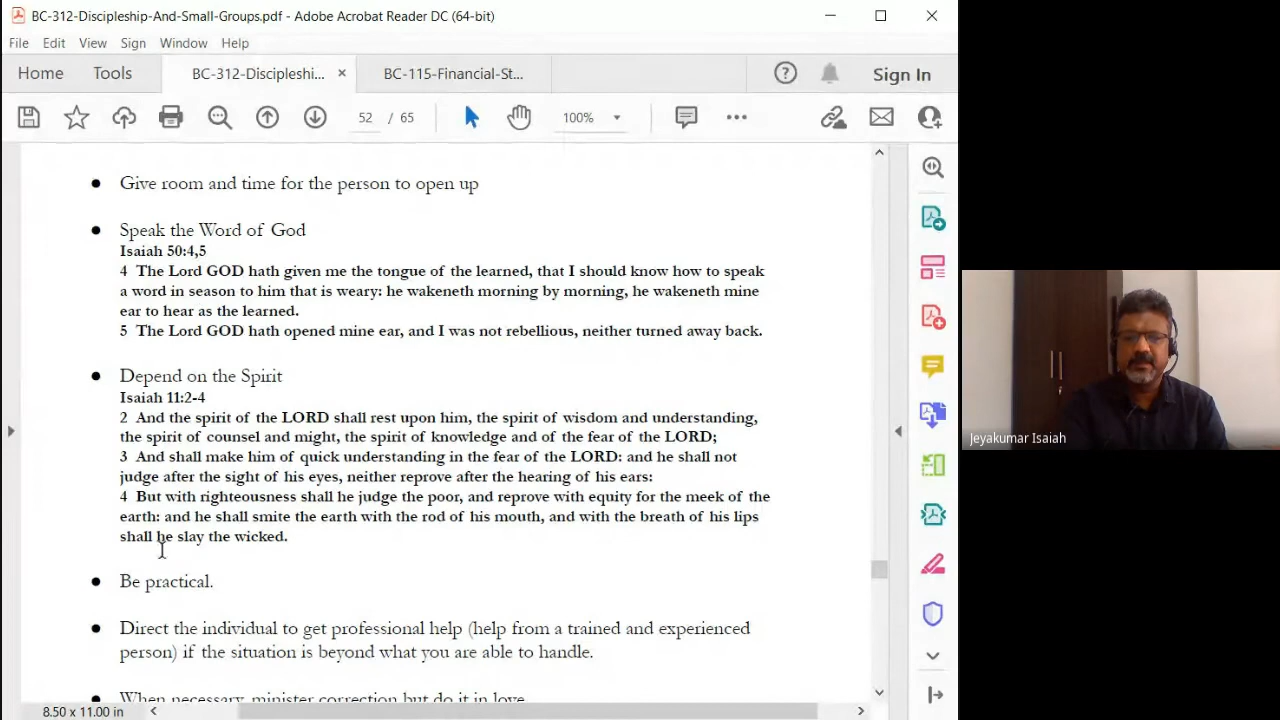 BC-312-Discipleship-And-Small-Groups.pdf - Adobe Acrobat Reader DC (64-bit)
File Edit View Sign Window Help
Home Tools BC-312-Discipleshi... × BC-115-Financial-St... Sign In
52 / 65 100%
• Give room and time for the person to open up
• Speak the Word of God
Isaiah 50:4,5
4 The Lord GOD hath given me the tongue of the learned, that I should know how to speak
a word in season to him that is weary: he wakeneth morning by morning, he wakeneth mine
ear to hear as the learned.
5 The Lord GOD hath opened mine ear, and I was not rebellious, neither turned away back.
• Depend on the Spirit
Isaiah 11:2-4
2 And the spirit of the LORD shall rest upon him, the spirit of wisdom and understanding,
the spirit of counsel and might, the spirit of knowledge and of the fear of the LORD;
3 And shall make him of quick understanding in the fear of the LORD: and he shall not
judge after the sight of his eyes, neither reprove after the hearing of his ears:
4 But with righteousness shall he judge the poor, and reprove with equity for the meek of the
earth: and he shall smite the earth with the rod of his mouth, and with the breath of his lips
shall he slay the wicked.
• Be practical.
• Direct the individual to get professional help (help from a trained and experienced
person) if the situation is beyond what you are able to handle.
• When necessary minister correction but do it in love
8.50 x 11.00 in
Jeyakumar Isaiah